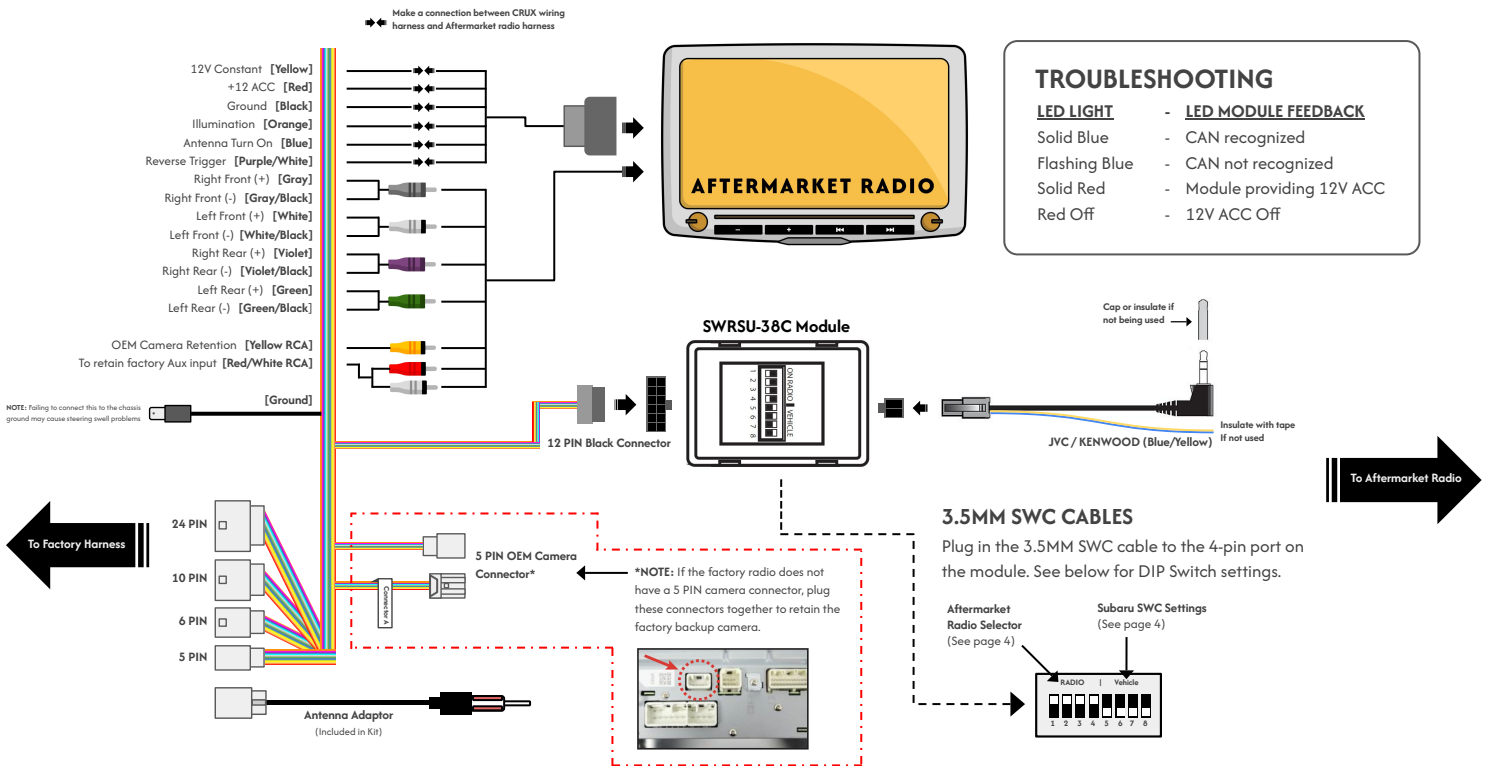 Make a connection between CRUX wiring
harness and Aftermarket radio harness
12V Constant [Yellow]
+12 ACC [Red]
Ground [Black]
Illumination [Orange]
Antenna Turn On [Blue]
Reverse Trigger [Purple/White]
Right Front (+) [Gray]
Right Front (-) [Gray/Black]
Left Front (+) [White]
Left Front (-) [White/Black]
Right Rear (+) [Violet]
Right Rear (-) [Violet/Black]
Left Rear (+) [Green]
Left Rear (-) [Green/Black]
OEM Camera Retention [Yellow RCA]
To retain factory Aux input [Red/White RCA]
[Ground]
NOTE: Failing to connect this to the chassis
ground may cause steering swell problems
AFTERMARKET RADIO
TROUBLESHOOTING
LED LIGHT - LED MODULE FEEDBACK
Solid Blue - CAN recognized
Flashing Blue - CAN not recognized
Solid Red - Module providing 12V ACC
Red Off - 12V ACC Off
SWRSU-38C Module
ON RADIO | VEHICLE
1 2 3 4 5 6 7 8
12 PIN Black Connector
Cap or insulate if
not being used
Insulate with tape
If not used
JVC / KENWOOD (Blue/Yellow)
To Aftermarket Radio
To Factory Harness
24 PIN
10 PIN
6 PIN
5 PIN
Connector A
5 PIN OEM Camera
Connector*
*NOTE: If the factory radio does not
have a 5 PIN camera connector, plug
these connectors together to retain the
factory backup camera.
Antenna Adaptor
(Included in Kit)
3.5MM SWC CABLES
Plug in the 3.5MM SWC cable to the 4-pin port on
the module. See below for DIP Switch settings.
Aftermarket
Radio Selector
(See page 4)
Subaru SWC Settings
(See page 4)
RADIO | Vehicle
1 2 3 4 5 6 7 8